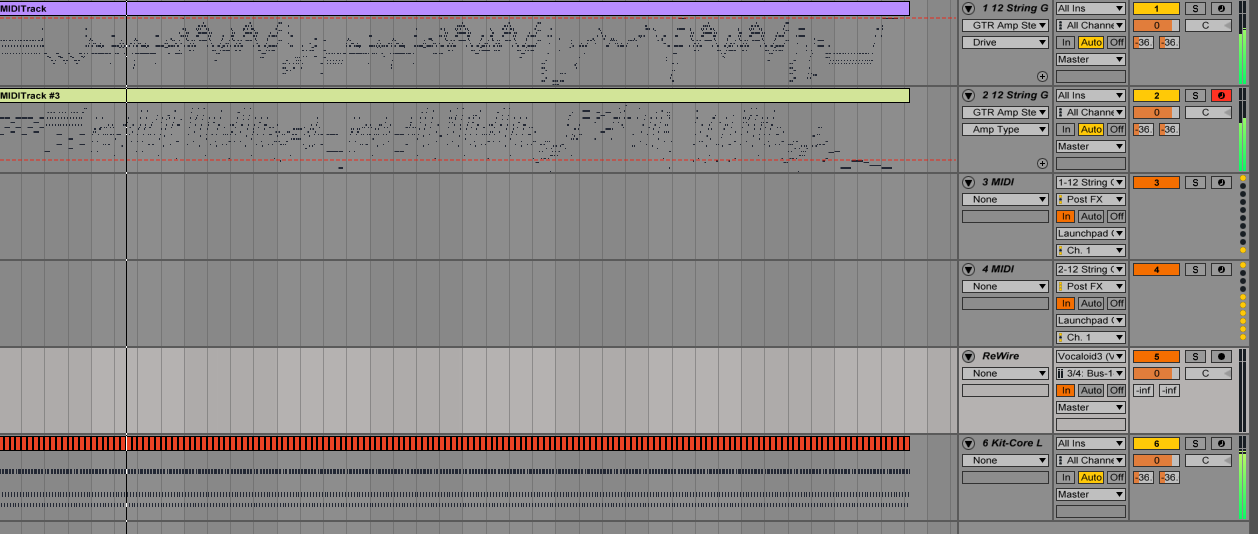 MIDITrack
1 12 String G
All Ins
1
S
GTR Amp Ste
All Channe
0
C
Drive
In Auto Off
-36. -36.
Master
MIDITrack #3
2 12 String G
All Ins
2
S
GTR Amp Ste
All Channe
0
C
Amp Type
In Auto Off
-36. -36.
Master
3 MIDI
1-12 String
3
S
None
Post FX
In Auto Off
Launchpad
Ch. 1
4 MIDI
2-12 String
4
S
None
Post FX
In Auto Off
Launchpad
Ch. 1
ReWire
Vocaloid3 (V
5
S
None
3/4: Bus-1
0
C
In Auto Off
-inf -inf
Master
6 Kit-Core L
All Ins
6
S
None
All Channe
0
C
In Auto Off
-36. -36.
Master